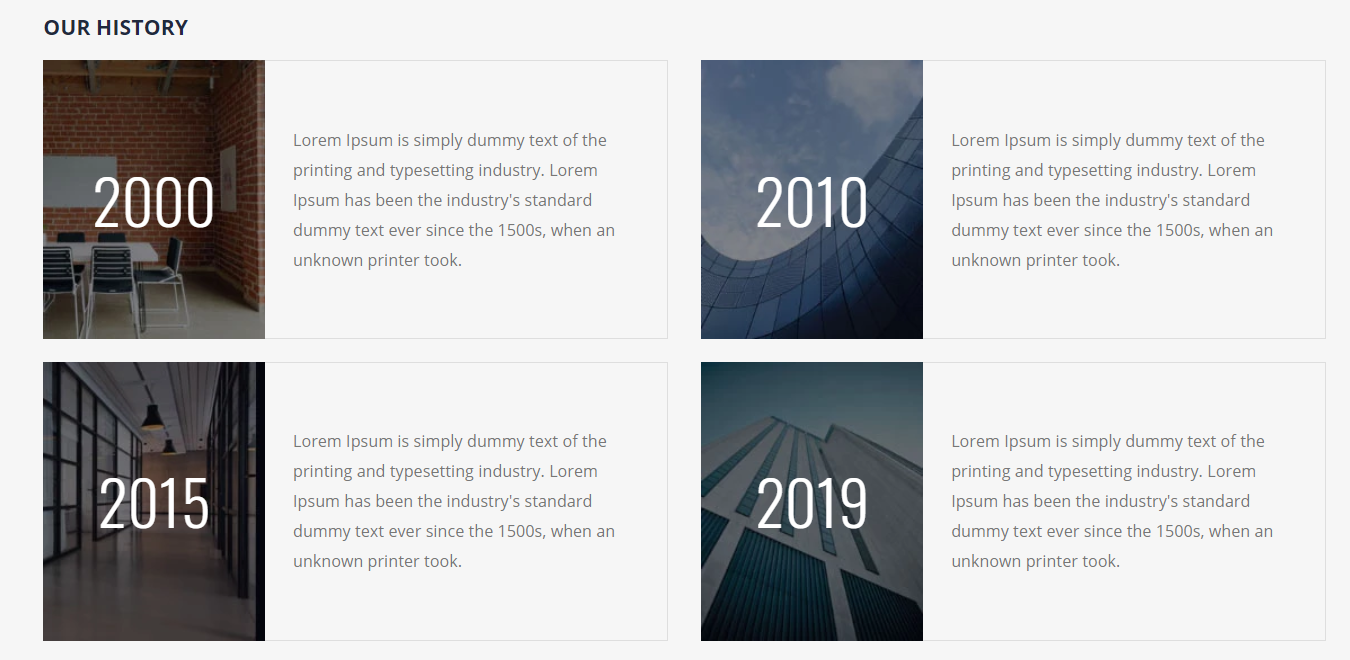 OUR HISTORY
2000
Lorem Ipsum is simply dummy text of the
printing and typesetting industry. Lorem
Ipsum has been the industry's standard
dummy text ever since the 1500s, when an
unknown printer took.
2010
Lorem Ipsum is simply dummy text of the
printing and typesetting industry. Lorem
Ipsum has been the industry's standard
dummy text ever since the 1500s, when an
unknown printer took.
2015
Lorem Ipsum is simply dummy text of the
printing and typesetting industry. Lorem
Ipsum has been the industry's standard
dummy text ever since the 1500s, when an
unknown printer took.
2019
Lorem Ipsum is simply dummy text of the
printing and typesetting industry. Lorem
Ipsum has been the industry's standard
dummy text ever since the 1500s, when an
unknown printer took.